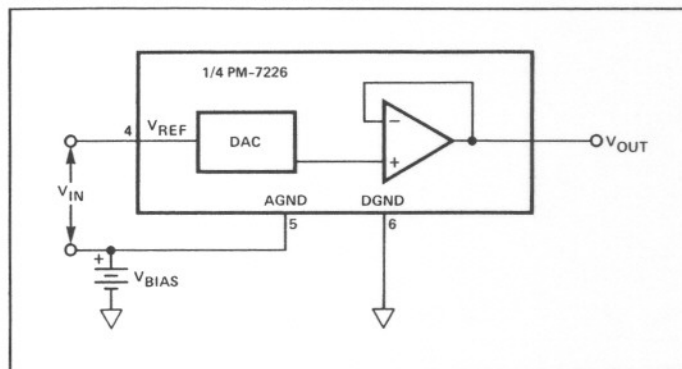 1/4 PM-7226
4
VREF
DAC
−
+
VOUT
VIN
AGND
DGND
5
6
+
VBIAS